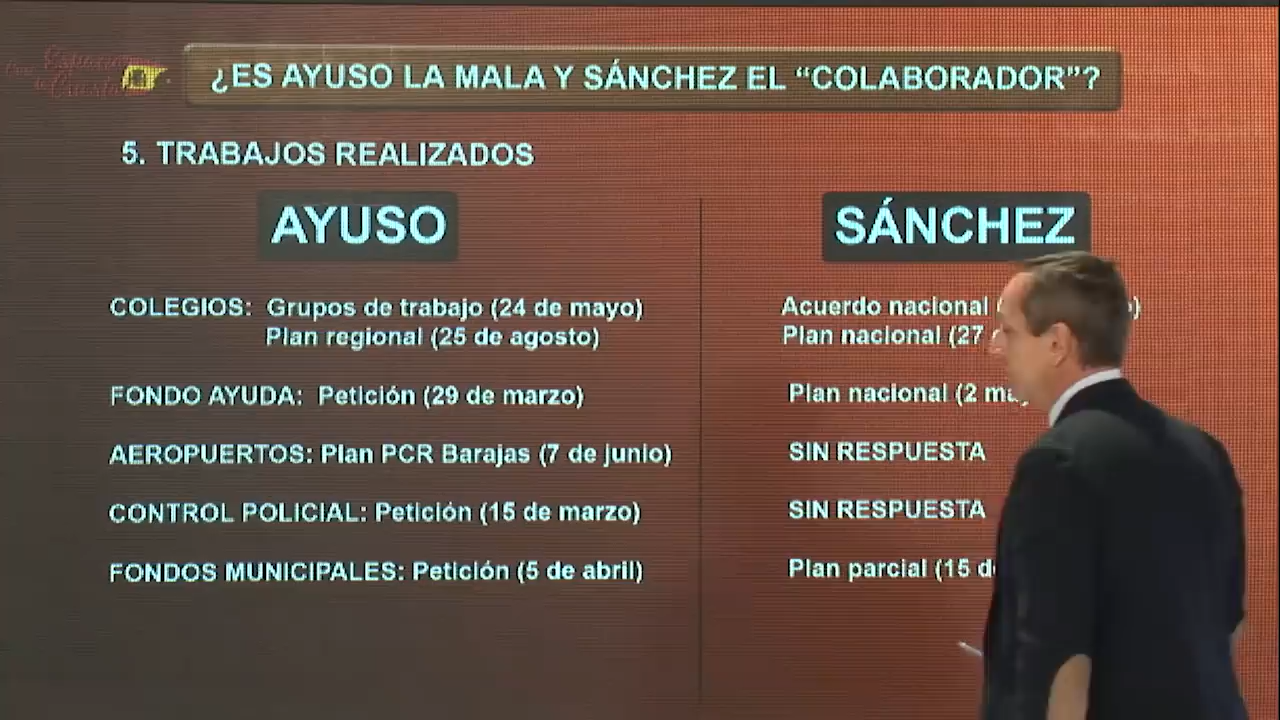 ¿ES AYUSO LA MALA Y SÁNCHEZ EL “COLABORADOR”?
5. TRABAJOS REALIZADOS
AYUSO
SÁNCHEZ
COLEGIOS: Grupos de trabajo (24 de mayo)
Plan regional (25 de agosto)
Acuerdo nacional
Plan nacional (27
FONDO AYUDA: Petición (29 de marzo)
Plan nacional (2
AEROPUERTOS: Plan PCR Barajas (7 de junio)
SIN RESPUESTA
CONTROL POLICIAL: Petición (15 de marzo)
SIN RESPUESTA
FONDOS MUNICIPALES: Petición (5 de abril)
Plan parcial (15